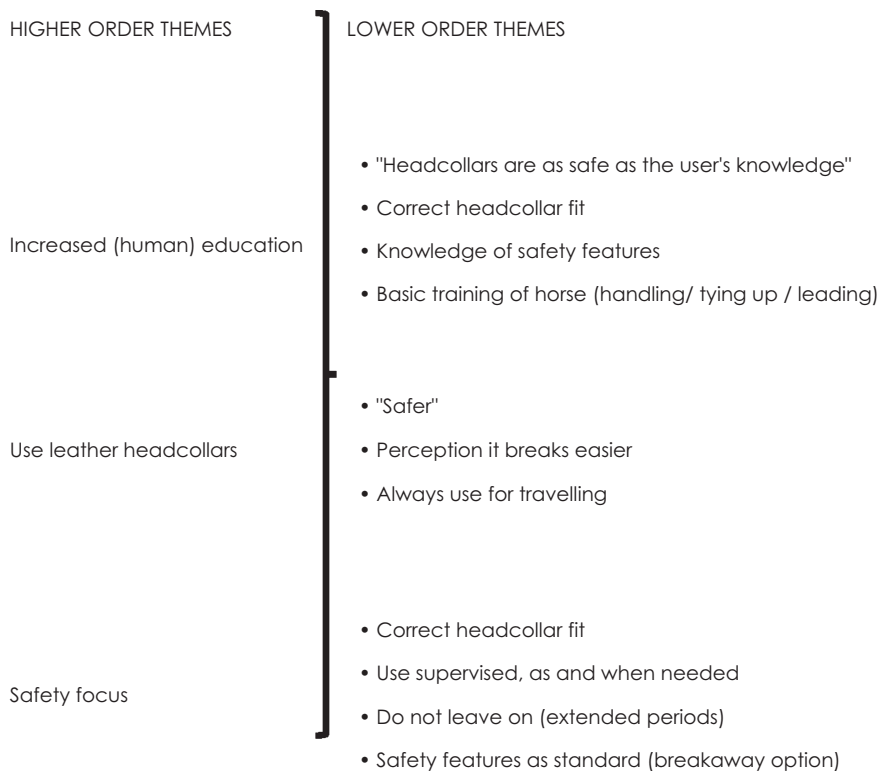 HIGHER ORDER THEMES
LOWER ORDER THEMES
Increased (human) education
• "Headcollars are as safe as the user's knowledge"
• Correct headcollar fit
• Knowledge of safety features
• Basic training of horse (handling/ tying up / leading)
Use leather headcollars
• "Safer"
• Perception it breaks easier
• Always use for travelling
Safety focus
• Correct headcollar fit
• Use supervised, as and when needed
• Do not leave on (extended periods)
• Safety features as standard (breakaway option)